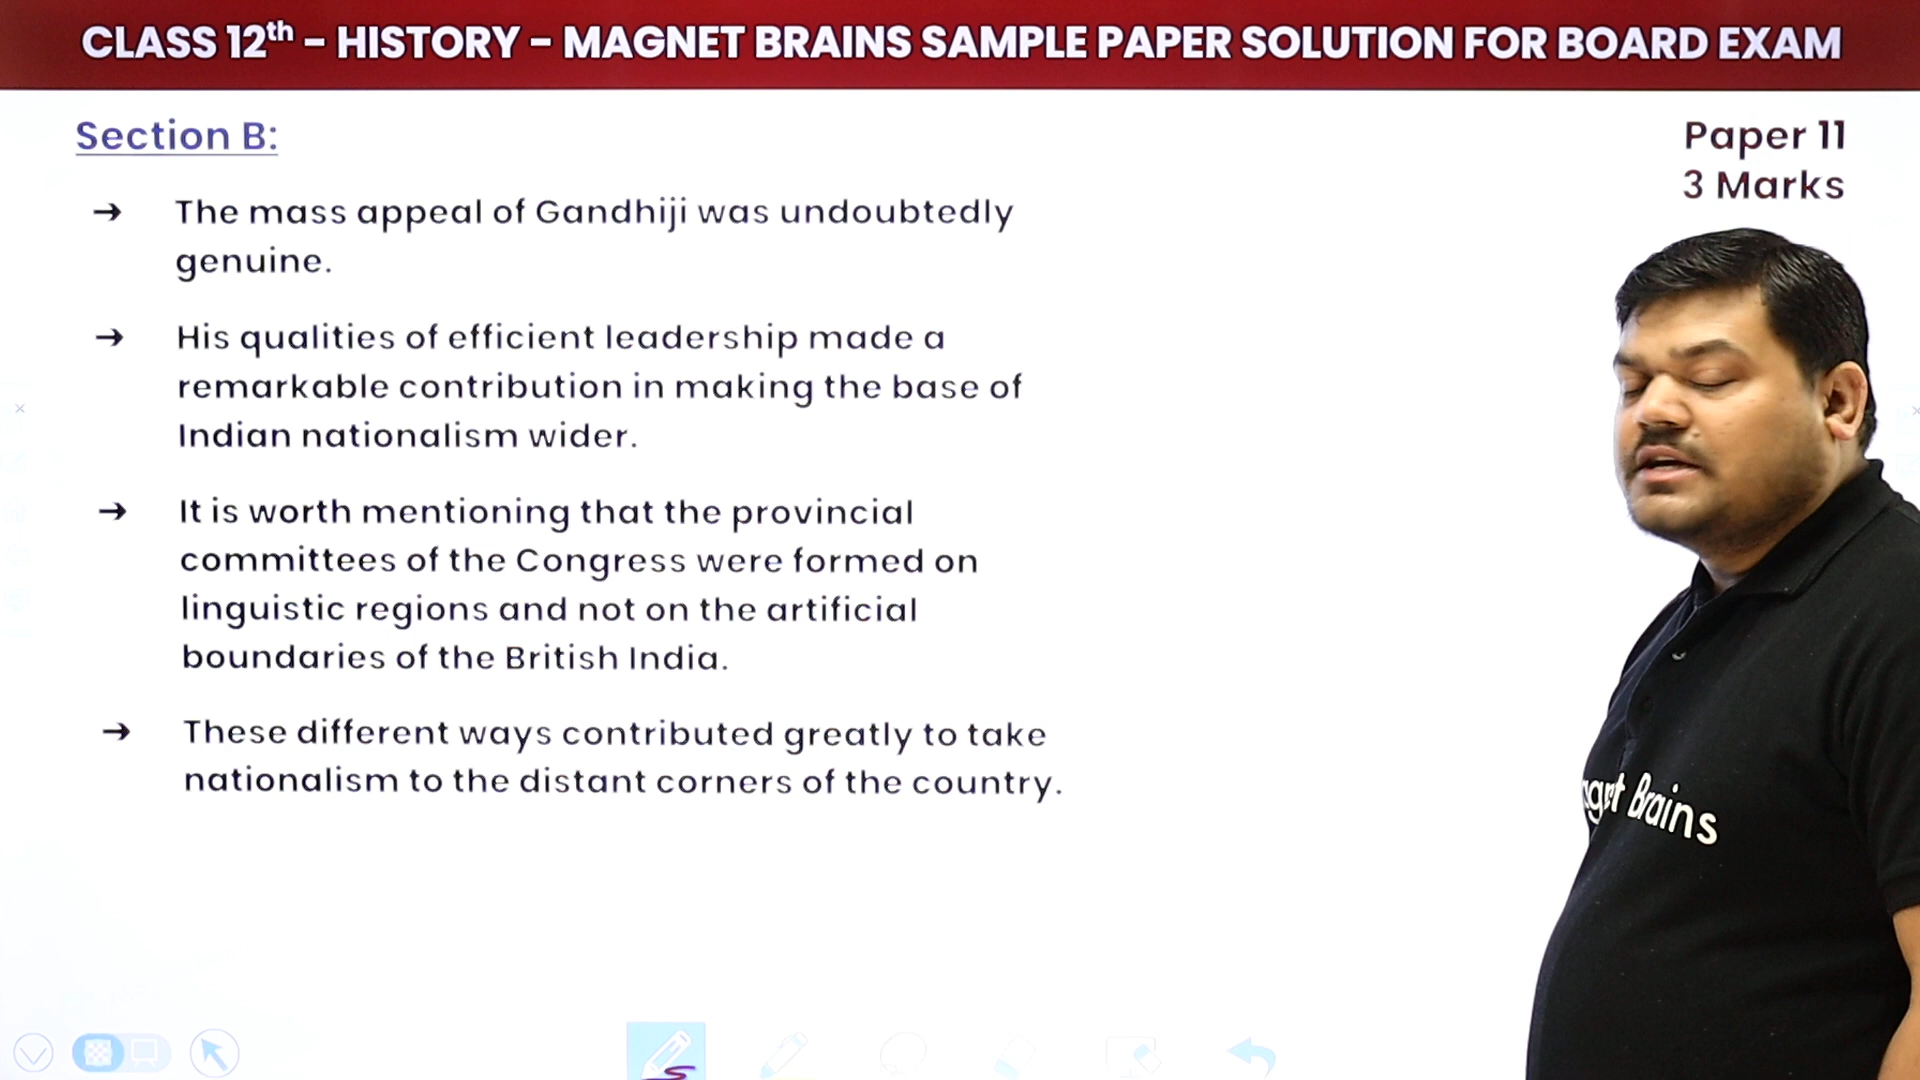 CLASS 12th - HISTORY - MAGNET BRAINS SAMPLE PAPER SOLUTION FOR BOARD EXAM
Section B:
Paper 11
3 Marks
→ The mass appeal of Gandhiji was undoubtedly
genuine.
→ His qualities of efficient leadership made a
remarkable contribution in making the base of
Indian nationalism wider.
→ It is worth mentioning that the provincial
committees of the Congress were formed on
linguistic regions and not on the artificial
boundaries of the British India.
→ These different ways contributed greatly to take
nationalism to the distant corners of the country.
Brains